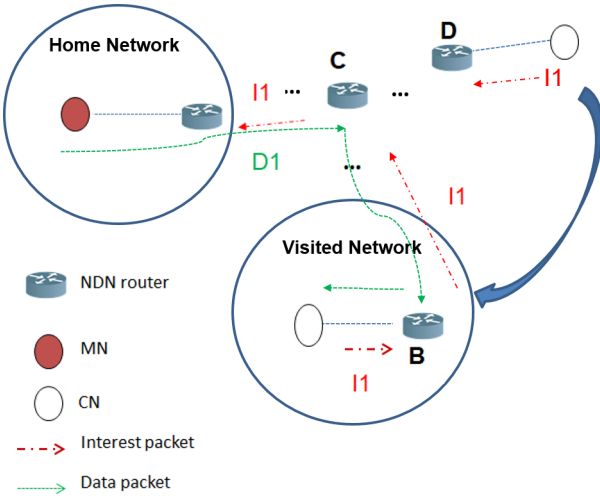 Home Network
D
C
I1
...
...
I1
D1
...
I1
Visited Network
B
I1
NDN router
MN
CN
Interest packet
Data packet